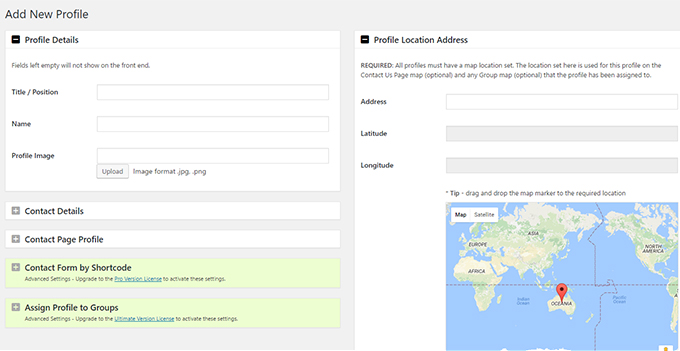 Add New Profile
Profile Details
Fields left empty will not show on the front end.
Title / Position
Name
Profile Image
Upload Image format .jpg, .png
Contact Details
Contact Page Profile
Contact Form by Shortcode
Advanced Settings - Upgrade to the Pro Version License to activate these settings.
Assign Profile to Groups
Advanced Settings - Upgrade to the Ultimate Version License to activate these settings.
Profile Location Address
REQUIRED: All profiles must have a map location set. The location set here is used for this profile on the
Contact Us Page map (optional) and any Group map (optional) that the profile has been assigned to.
Address
Latitude
Longitude
* Tip - drag and drop the map marker to the required location
Map Satellite
ASIA
EUROPE
NORTH
AMERICA
AFRICA
Indian
Ocean
OCEANIA
Pacific
Ocean